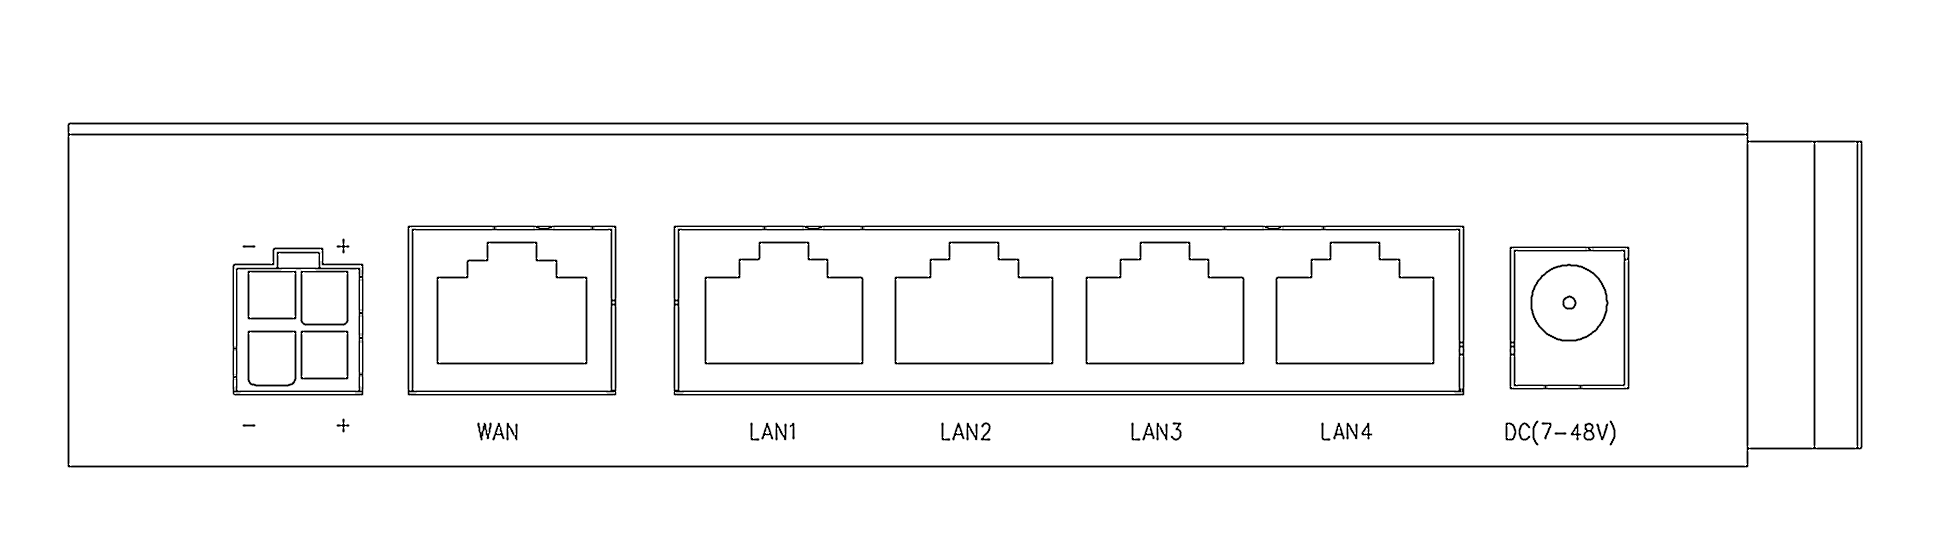 - +
- +
WAN
LAN1
LAN2
LAN3
LAN4
DC(7-48V)